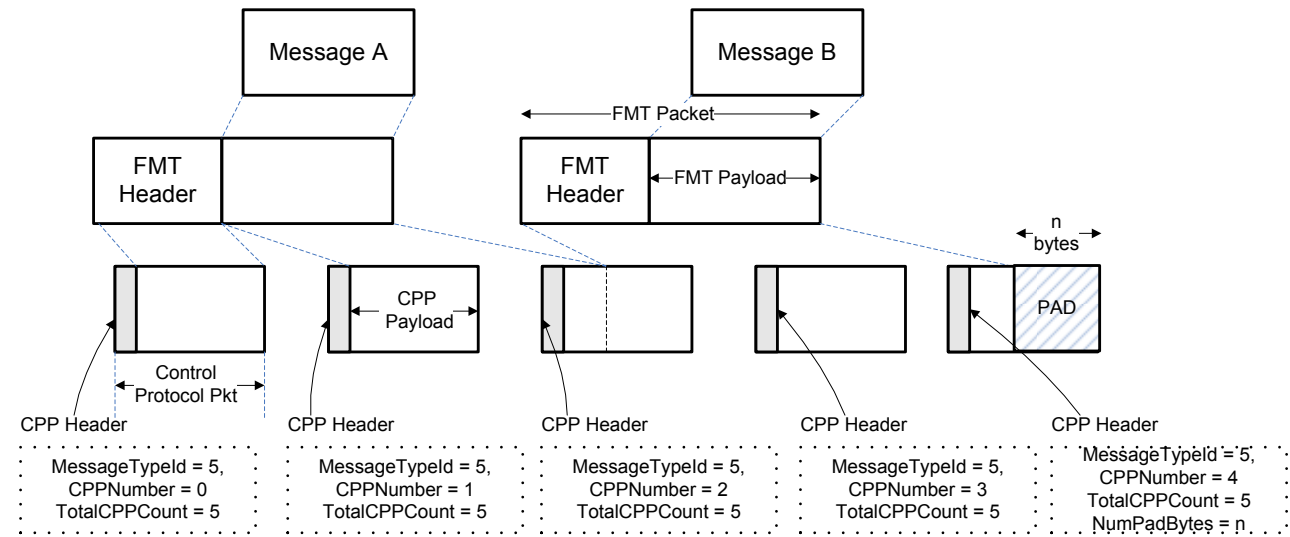 Message A
Message B
FMT Packet
FMT
Header
FMT
Header
FMT Payload
n
bytes
CPP
Payload
PAD
Control
Protocol Pkt
CPP Header
CPP Header
CPP Header
CPP Header
CPP Header
MessageTypeId = 5,
CPPNumber = 0
TotalCPPCount = 5
MessageTypeId = 5,
CPPNumber = 1
TotalCPPCount = 5
MessageTypeId = 5,
CPPNumber = 2
TotalCPPCount = 5
MessageTypeId = 5,
CPPNumber = 3
TotalCPPCount = 5
MessageTypeId = 5,
CPPNumber = 4
TotalCPPCount = 5
NumPadBytes = n